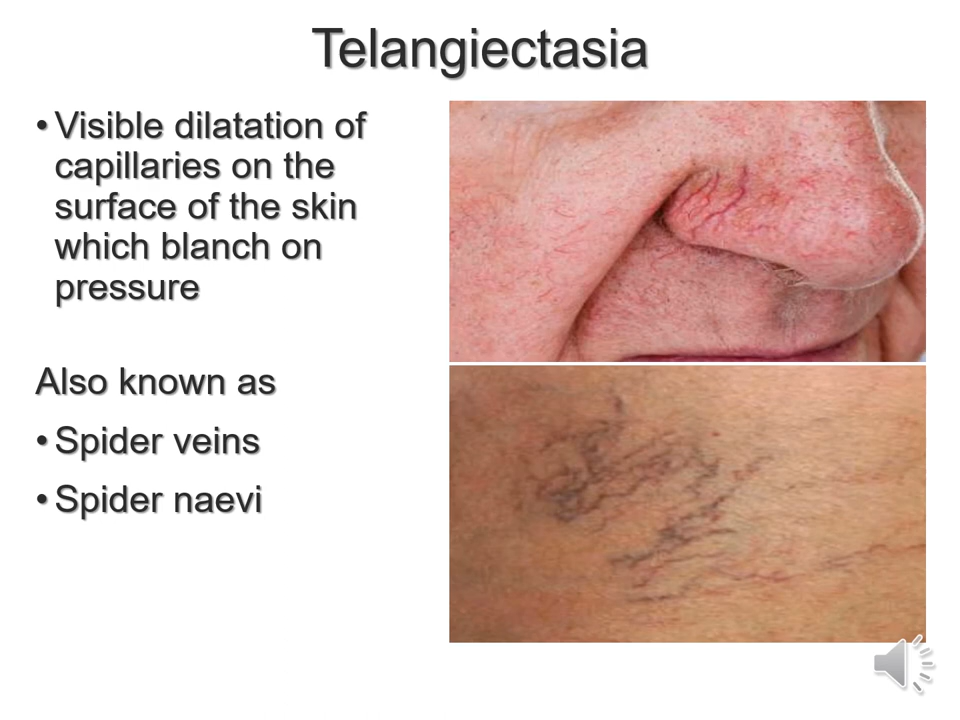 Telangiectasia
• Visible dilatation of
capillaries on the
surface of the skin
which blanch on
pressure
Also known as
• Spider veins
• Spider naevi